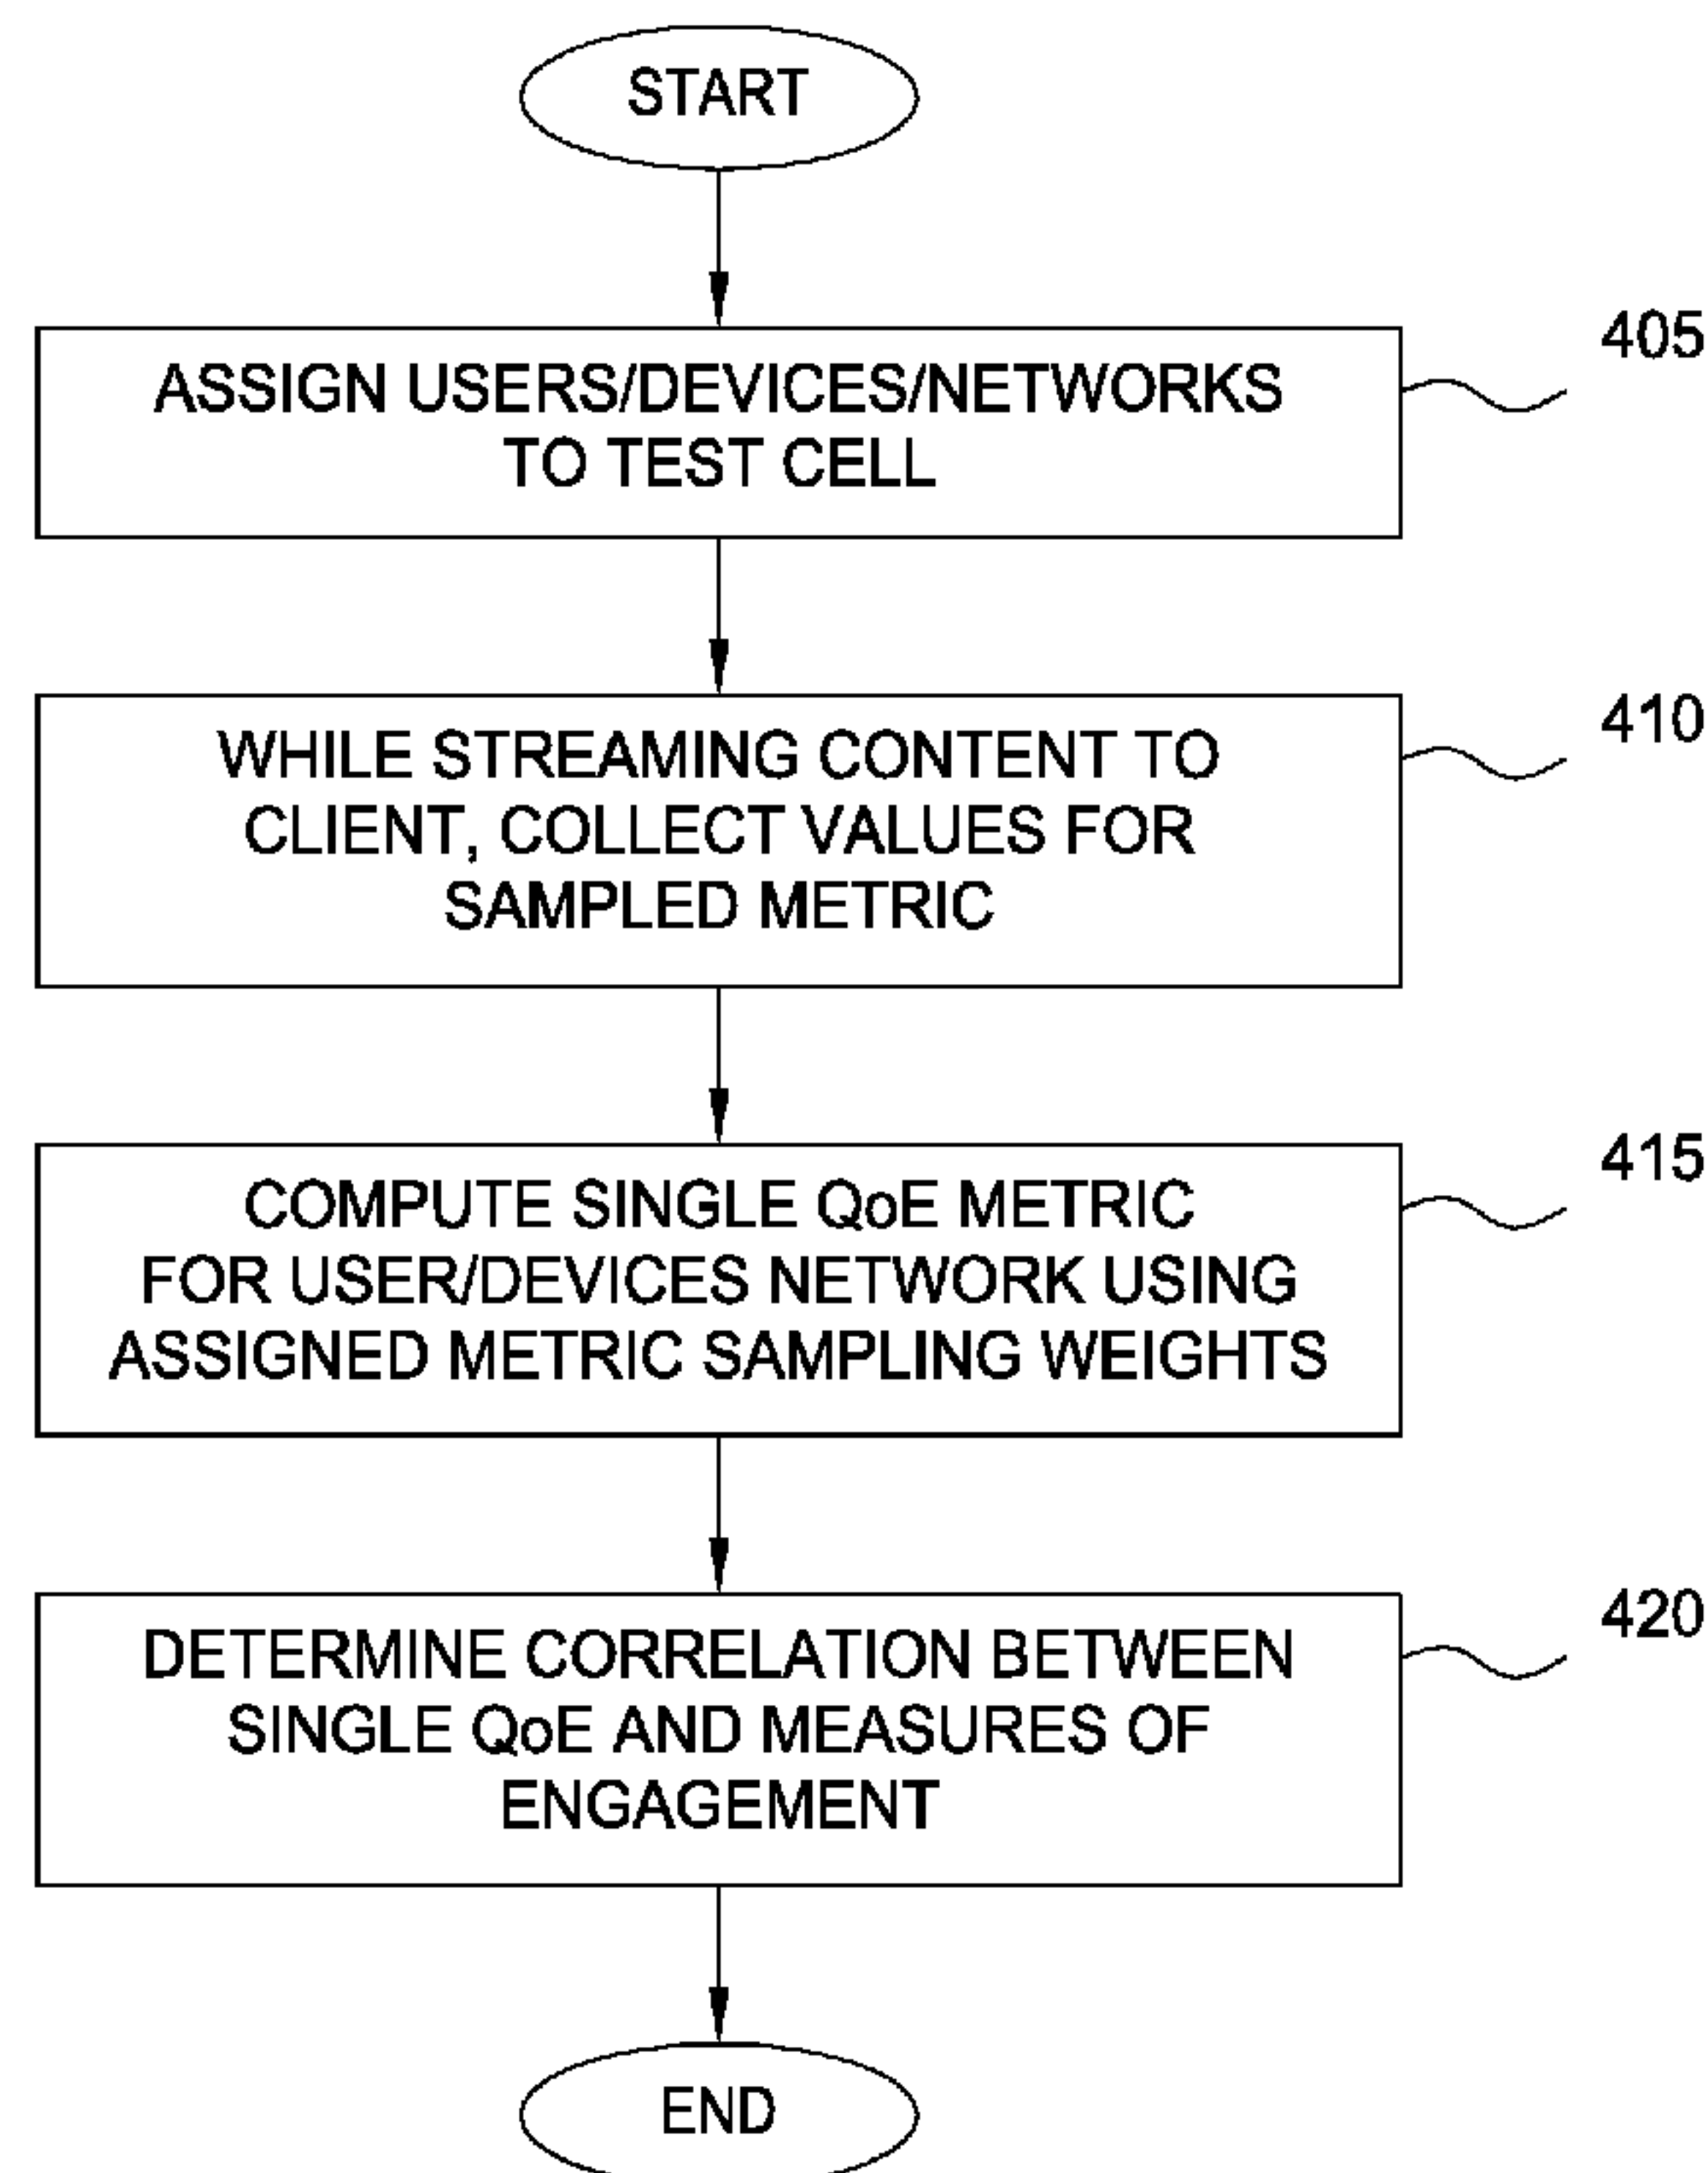 START
405
ASSIGN USERS/DEVICES/NETWORKS
TO TEST CELL
410
WHILE STREAMING CONTENT TO
CLIENT, COLLECT VALUES FOR
SAMPLED METRIC
415
COMPUTE SINGLE QoE METRIC
FOR USER/DEVICES NETWORK USING
ASSIGNED METRIC SAMPLING WEIGHTS
420
DETERMINE CORRELATION BETWEEN
SINGLE QoE AND MEASURES OF
ENGAGEMENT
END